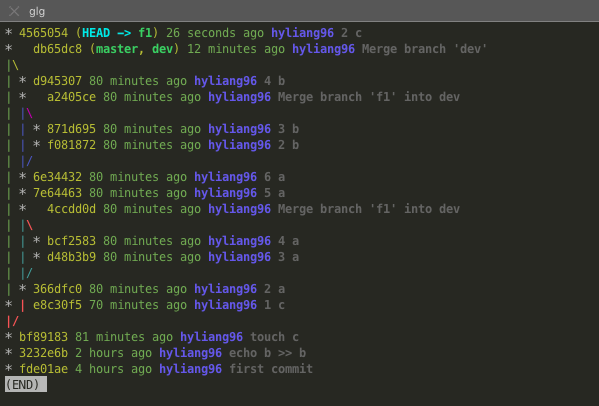 glg
* 4565054 (HEAD -> f1) 26 seconds ago hyliang96 2 c
*   db65dc8 (master, dev) 12 minutes ago hyliang96 Merge branch 'dev'
|\
| * d945307 80 minutes ago hyliang96 4 b
| *   a2405ce 80 minutes ago hyliang96 Merge branch 'f1' into dev
| |\
| | * 871d695 80 minutes ago hyliang96 3 b
| | * f081872 80 minutes ago hyliang96 2 b
| |/
| * 6e34432 80 minutes ago hyliang96 6 a
| * 7e64463 80 minutes ago hyliang96 5 a
| *   4ccdd0d 80 minutes ago hyliang96 Merge branch 'f1' into dev
| |\
| | * bcf2583 80 minutes ago hyliang96 4 a
| | * d48b3b9 80 minutes ago hyliang96 3 a
| |/
| * 366dfc0 80 minutes ago hyliang96 2 a
* | e8c30f5 70 minutes ago hyliang96 1 c
|/
* bf89183 81 minutes ago hyliang96 touch c
* 3232e6b 2 hours ago hyliang96 echo b >> b
* fde01ae 4 hours ago hyliang96 first commit
(END)